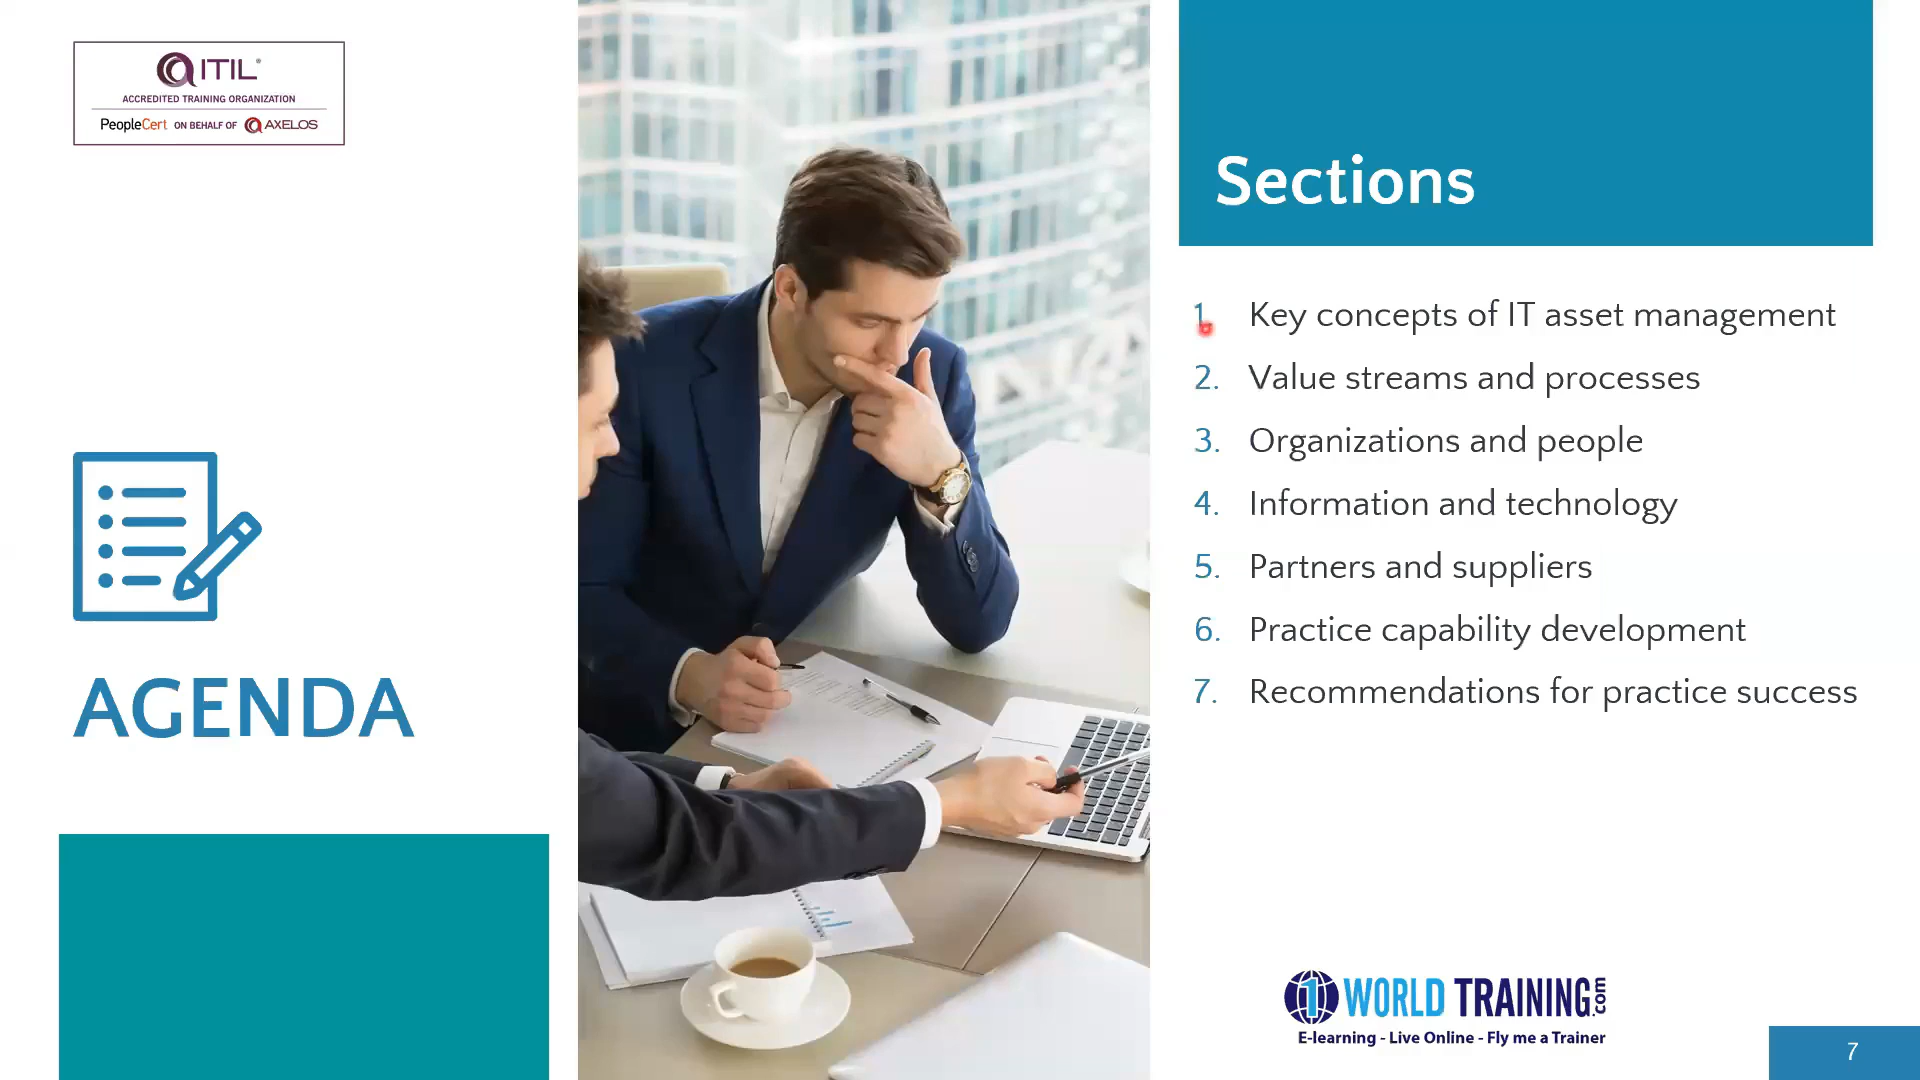 ITIL®
ACCREDITED TRAINING ORGANIZATION
PeopleCert ON BEHALF OF AXELOS
AGENDA
Sections
1. Key concepts of IT asset management
2. Value streams and processes
3. Organizations and people
4. Information and technology
5. Partners and suppliers
6. Practice capability development
7. Recommendations for practice success
1 WORLD TRAINING.com
E-learning - Live Online - Fly me a Trainer
7